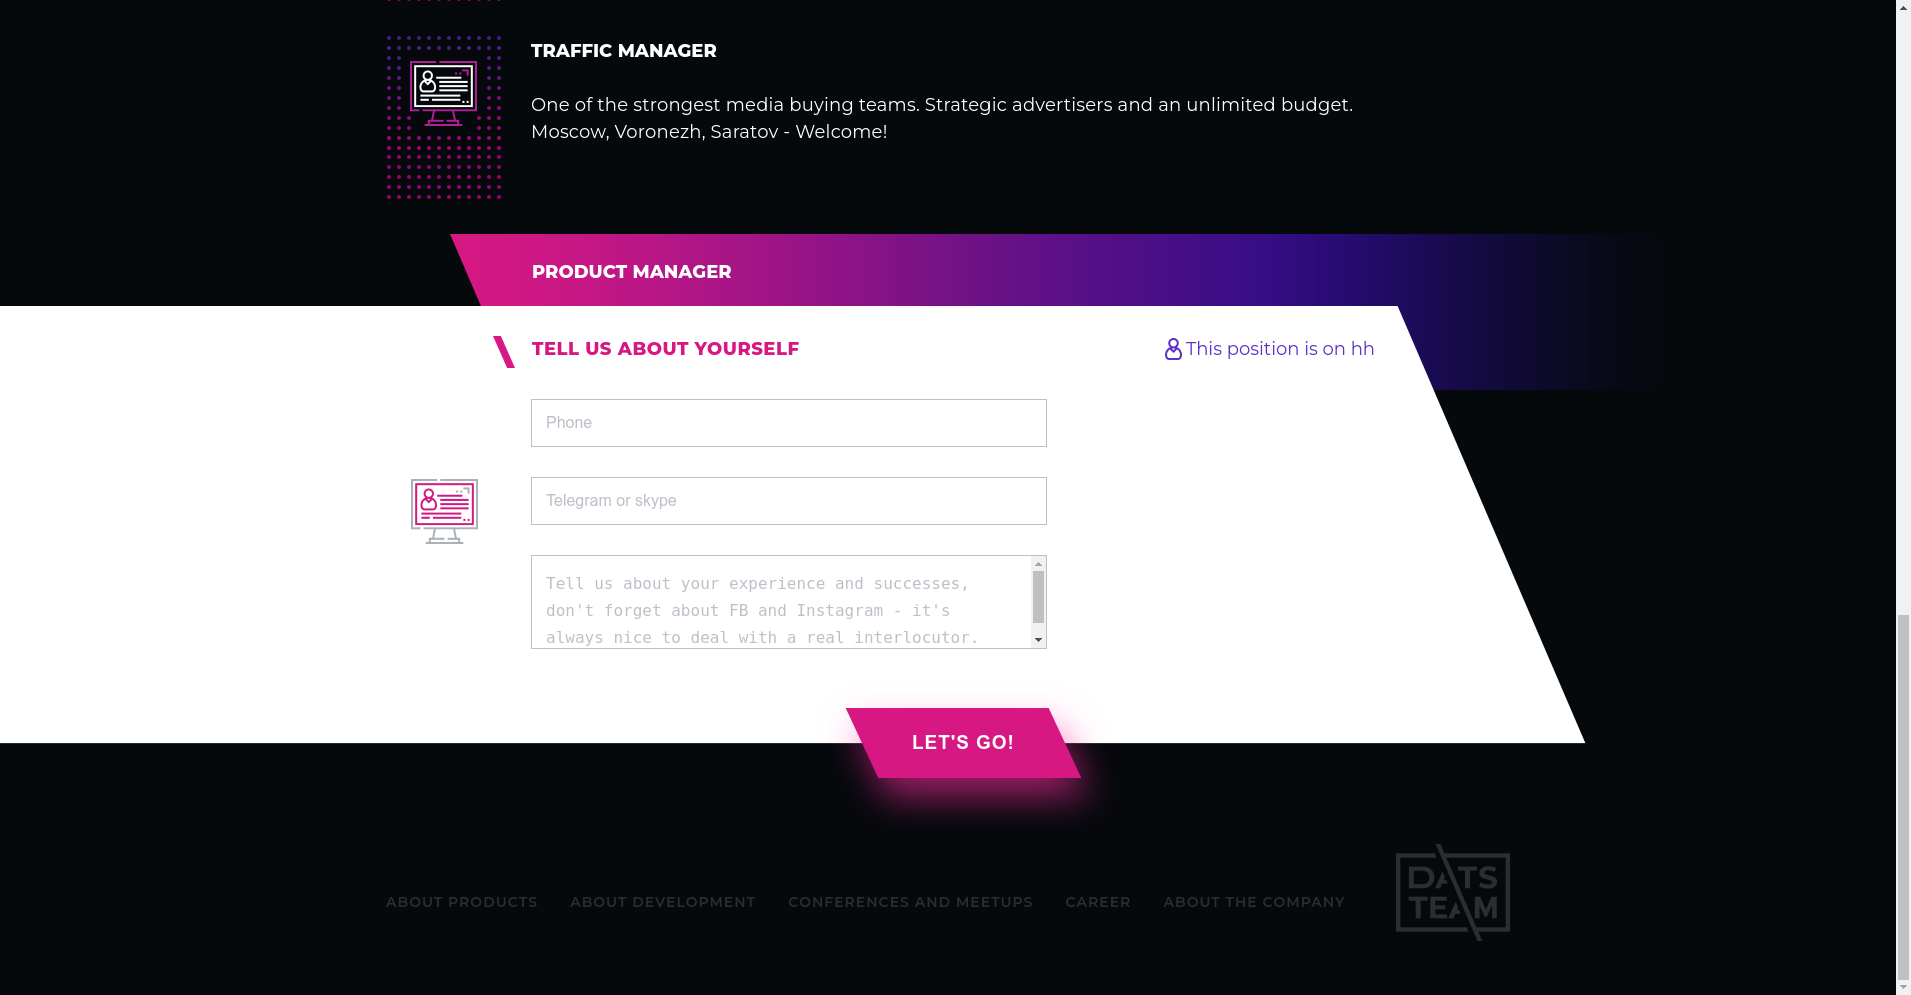 TRAFFIC MANAGER
One of the strongest media buying teams. Strategic advertisers and an unlimited budget.
Moscow, Voronezh, Saratov - Welcome!
PRODUCT MANAGER
TELL US ABOUT YOURSELF
This position is on hh
Phone
Telegram or skype
Tell us about your experience and successes,
don't forget about FB and Instagram - it's
always nice to deal with a real interlocutor.
LET'S GO!
ABOUT PRODUCTS
ABOUT DEVELOPMENT
CONFERENCES AND MEETUPS
CAREER
ABOUT THE COMPANY
DATS
TEAM